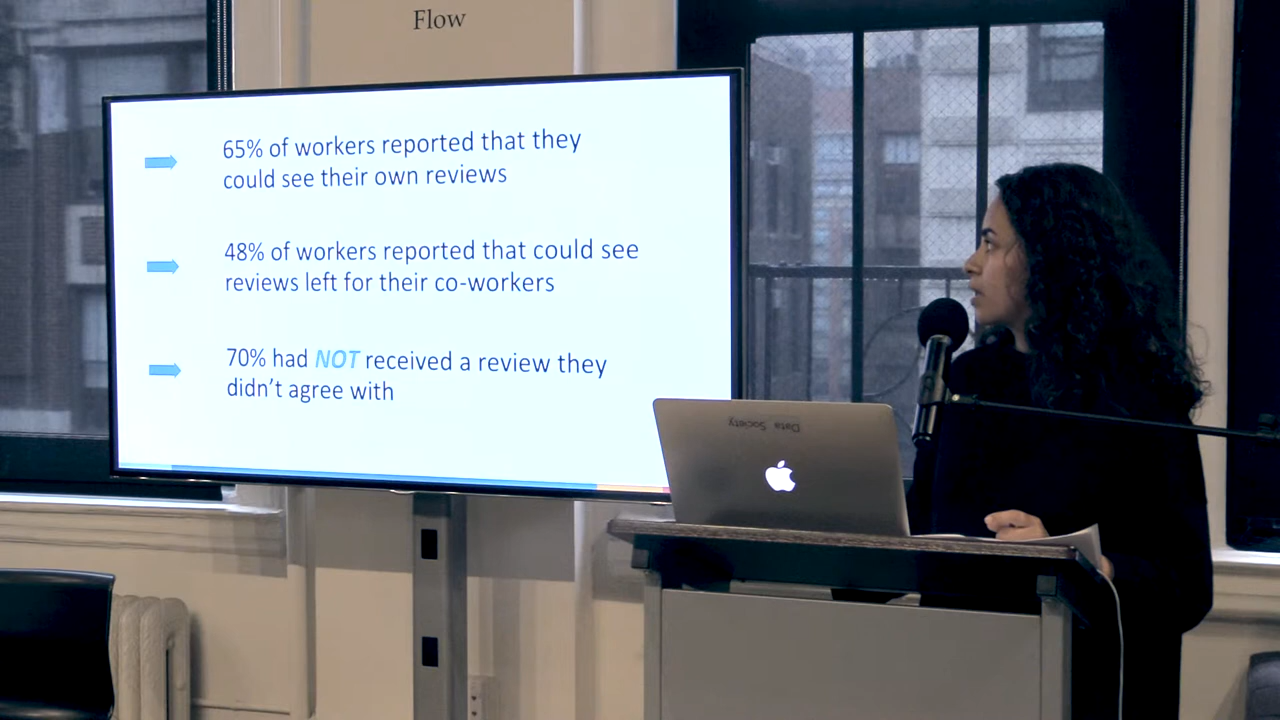 Flow
65% of workers reported that they
could see their own reviews
48% of workers reported that could see
reviews left for their co-workers
70% had NOT received a review they
didn't agree with
Data Society